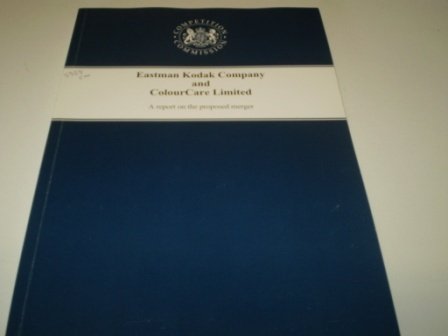 COMPETITION
COMMISSION
Eastman Kodak Company
and
ColourCare Limited
A report on the proposed merger